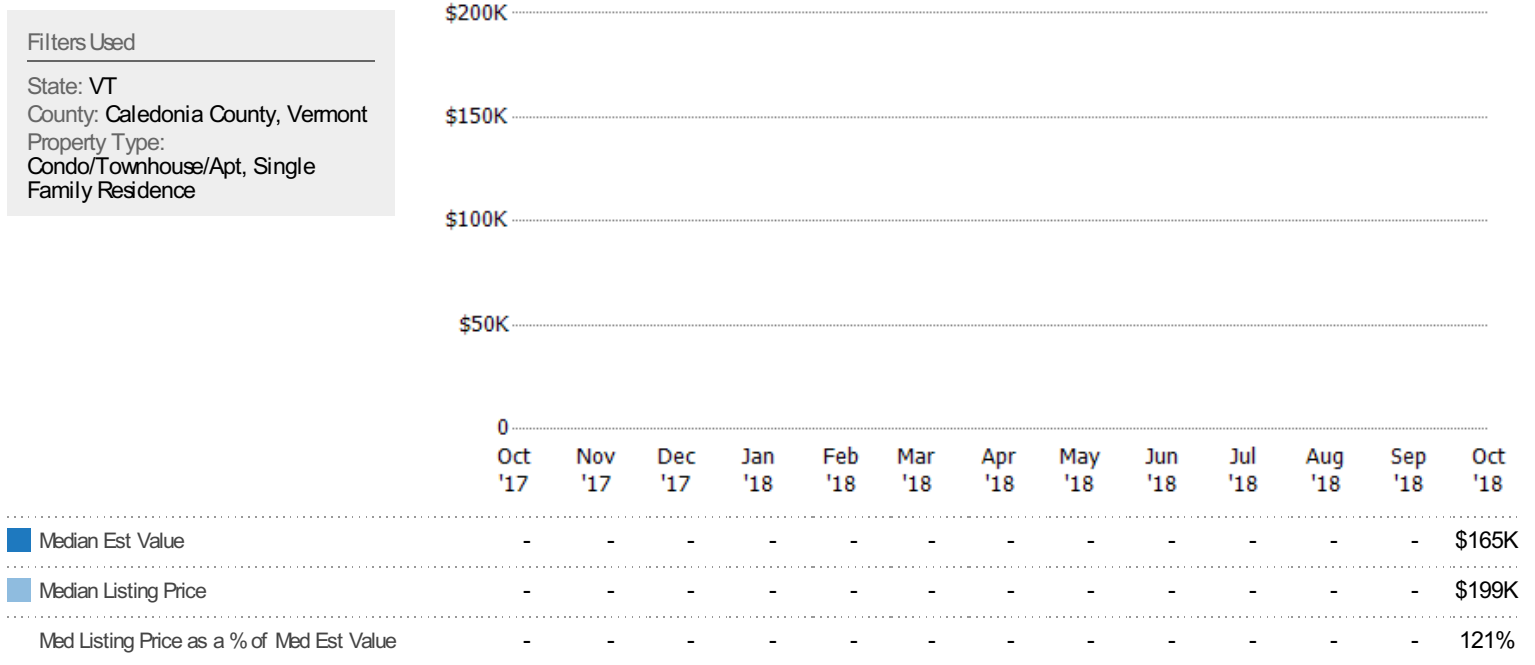 Filters Used
State: VT
County: Caledonia County, Vermont
Property Type:
Condo/Townhouse/Apt, Single
Family Residence
$200K
$150K
$100K
$50K
0
Oct Nov Dec Jan Feb Mar Apr May Jun Jul Aug Sep Oct
'17 '17 '17 '18 '18 '18 '18 '18 '18 '18 '18 '18 '18
Median Est Value - - - - - - - - - - - - $165K
Median Listing Price - - - - - - - - - - - - $199K
Med Listing Price as a % of Med Est Value - - - - - - - - - - - - 121%